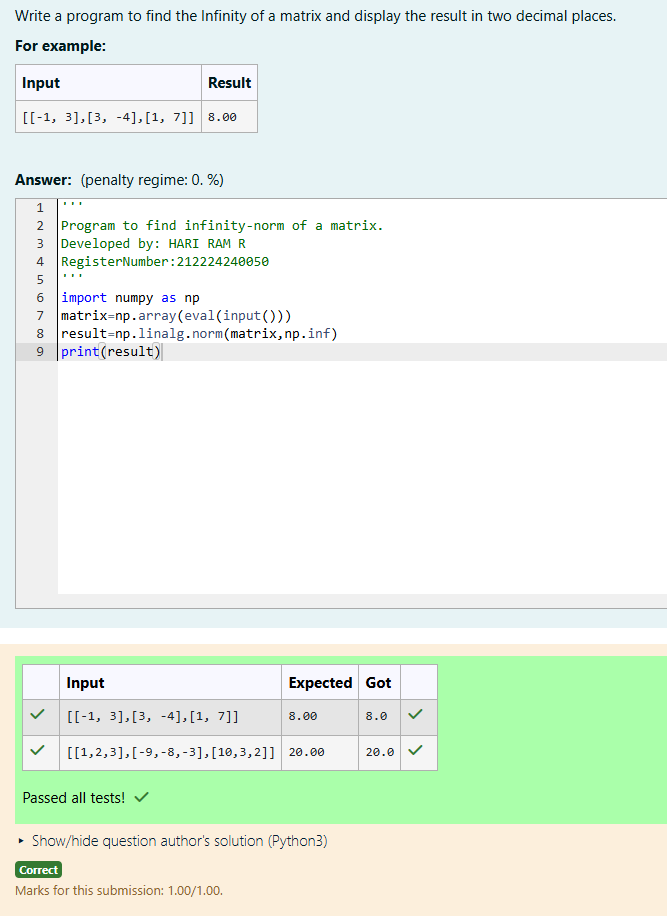 Write a program to find the Infinity of a matrix and display the result in two decimal places.
For example:
Input Result
[[-1, 3],[3, -4],[1, 7]] 8.00
Answer: (penalty regime: 0. %)
1 '''
2 Program to find infinity-norm of a matrix.
3 Developed by: HARI RAM R
4 RegisterNumber:212224240050
5 '''
6 import numpy as np
7 matrix=np.array(eval(input()))
8 result=np.linalg.norm(matrix,np.inf)
9 print(result)
Input Expected Got
[[-1, 3],[3, -4],[1, 7]] 8.00 8.0
[[1,2,3],[-9,-8,-3],[10,3,2]] 20.00 20.0
Passed all tests!
Show/hide question author's solution (Python3)
Correct
Marks for this submission: 1.00/1.00.